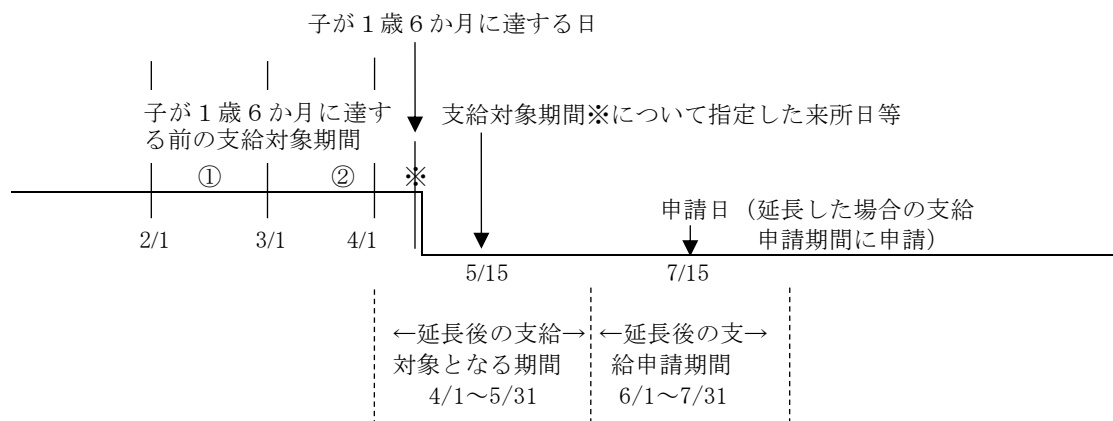 子が１歳６か月に達する日
子が１歳６か月に達す
る前の支給対象期間
支給対象期間※について指定した来所日等
① ② ※
申請日（延長した場合の支給
申請期間に申請）
2/1 3/1 4/1
5/15 7/15
←延長後の支給→
対象となる期間
4/1～5/31
←延長後の支→
給申請期間
6/1～7/31